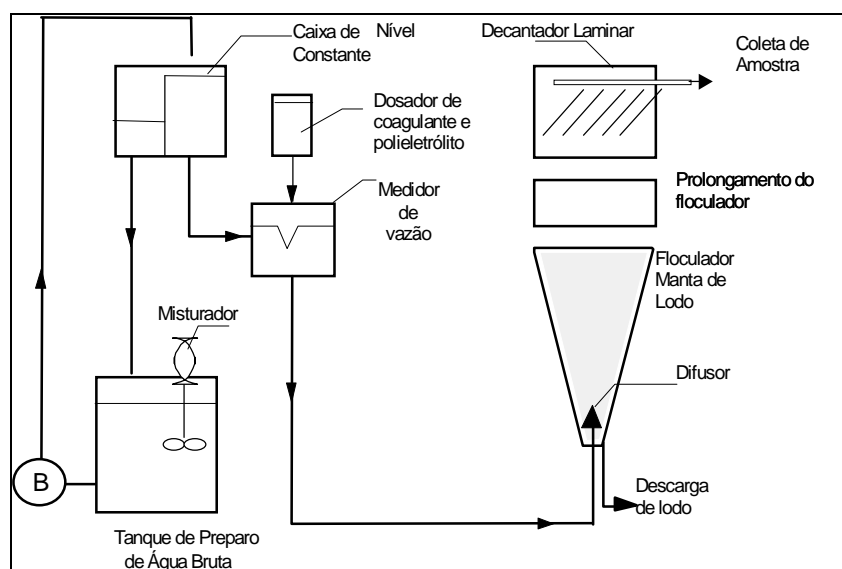 Caixa de Nível
Constante
Decantador Laminar
Coleta de
Amostra
Dosador de
coagulante e
polieletrólito
Medidor
de
vazão
Prolongamento do
floculador
Floculador
Manta de
Lodo
Misturador
Difusor
B
Descarga
de lodo
Tanque de Preparo
de Água Bruta